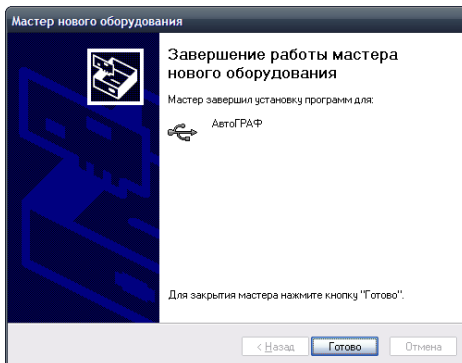 Мастер нового оборудования
Завершение работы мастера
нового оборудования
Мастер завершил установку программ для:
АвтоГРАФ
Для закрытия мастера нажмите кнопку "Готово".
< Назад
Готово
Отмена